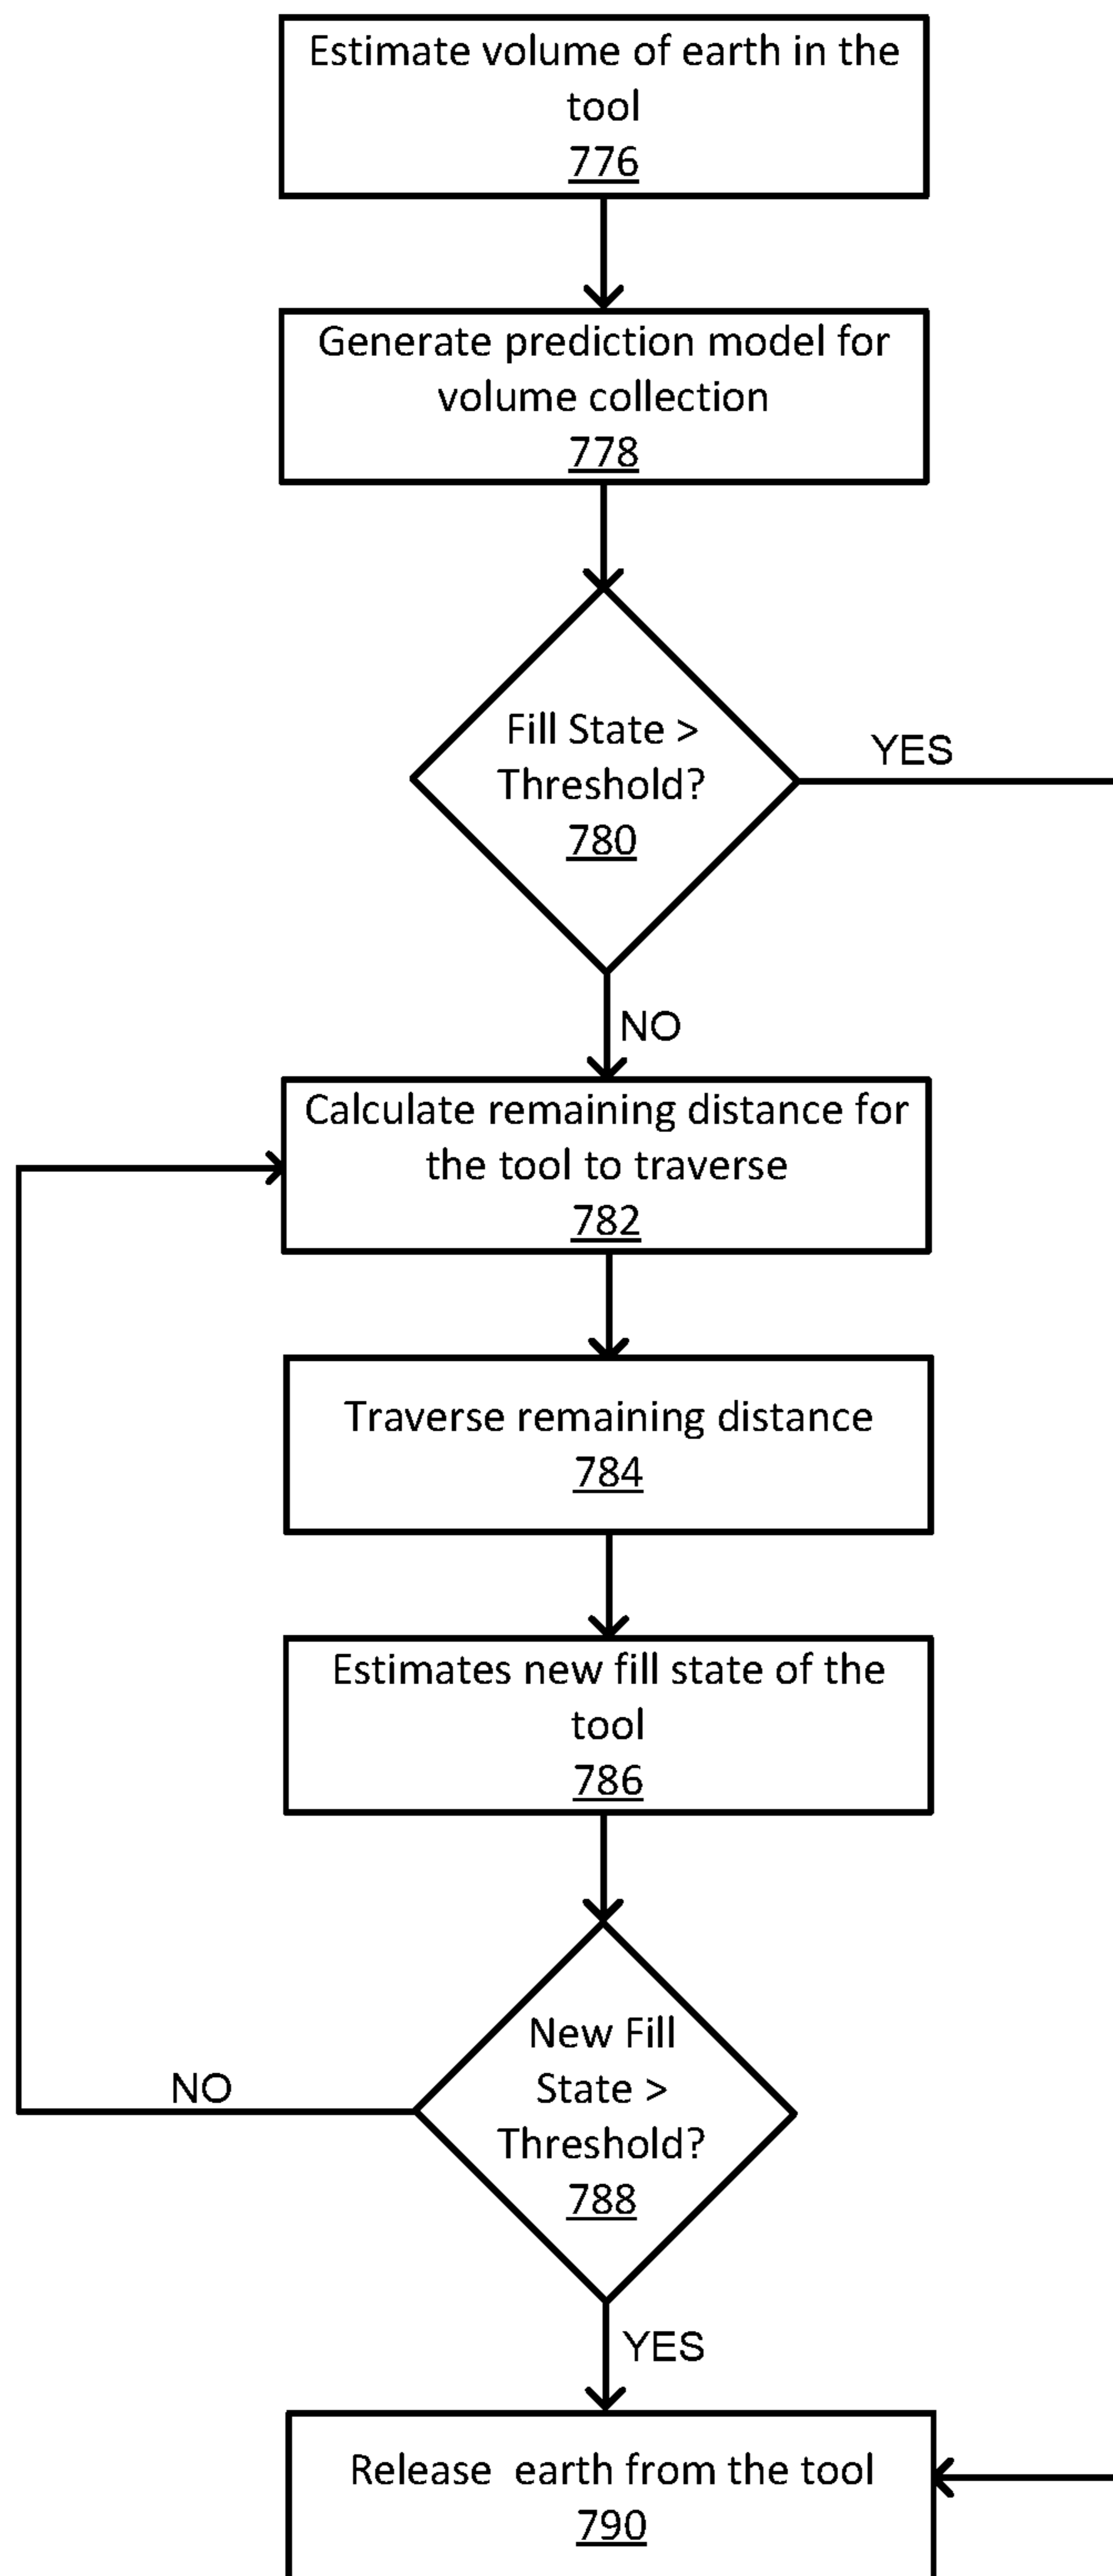 Estimate volume of earth in the
tool
776
Generate prediction model for
volume collection
778
Fill State >
Threshold?
780
YES
NO
Calculate remaining distance for
the tool to traverse
782
Traverse remaining distance
784
Estimates new fill state of the
tool
786
New Fill
State >
Threshold?
788
NO
YES
Release earth from the tool
790